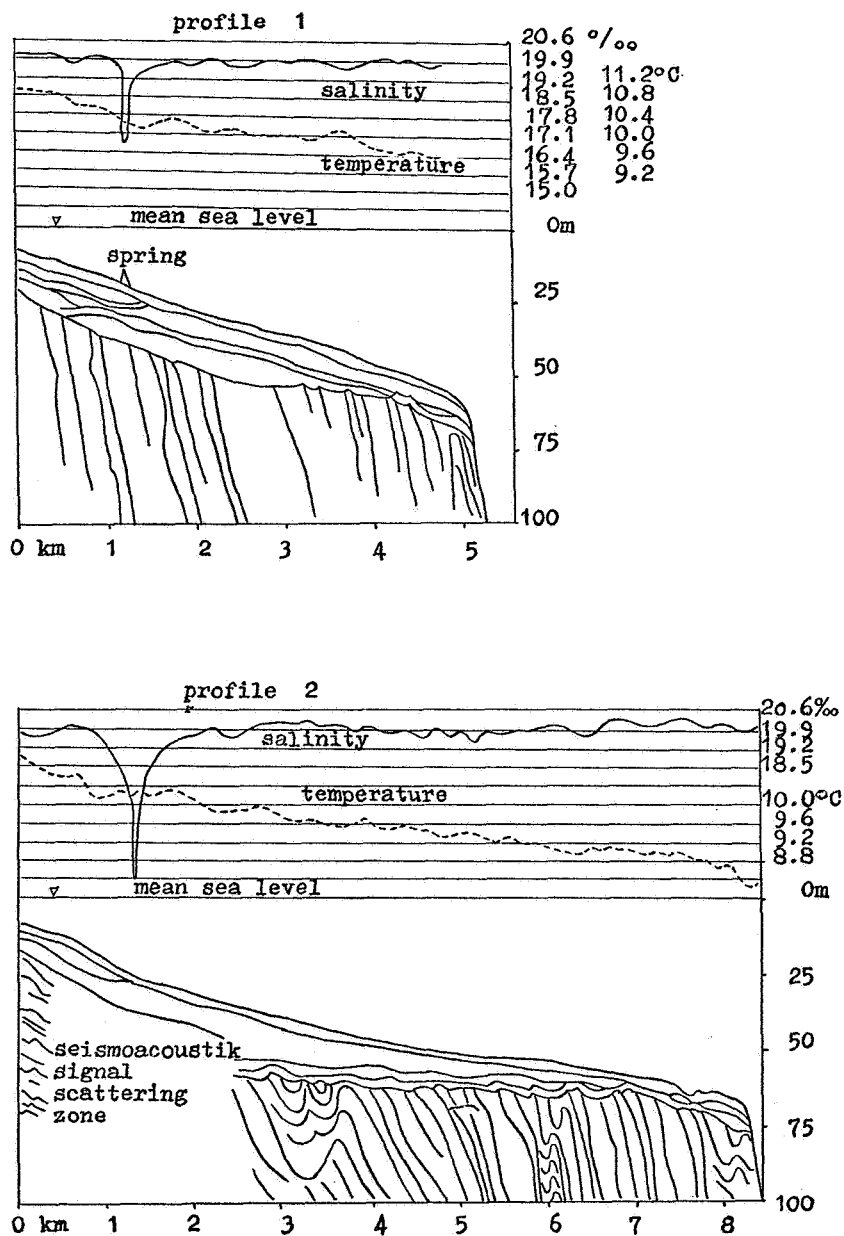 profile 1
20.6 °/oo
19.9
19.2 11.2°C
18.5 10.8
17.8 10.4
17.1 10.0
16.4 9.6
15.7 9.2
15.0
salinity
temperature
mean sea level
0m
spring
25
50
75
100
0 km 1 2 3 4 5
profile 2
20.6‰
19.9
19.2
18.5
salinity
temperature
10.0°C
9.6
9.2
8.8
mean sea level
0m
25
50
seismoacoustik
signal
scattering
zone
75
100
0 km 1 2 3 4 5 6 7 8